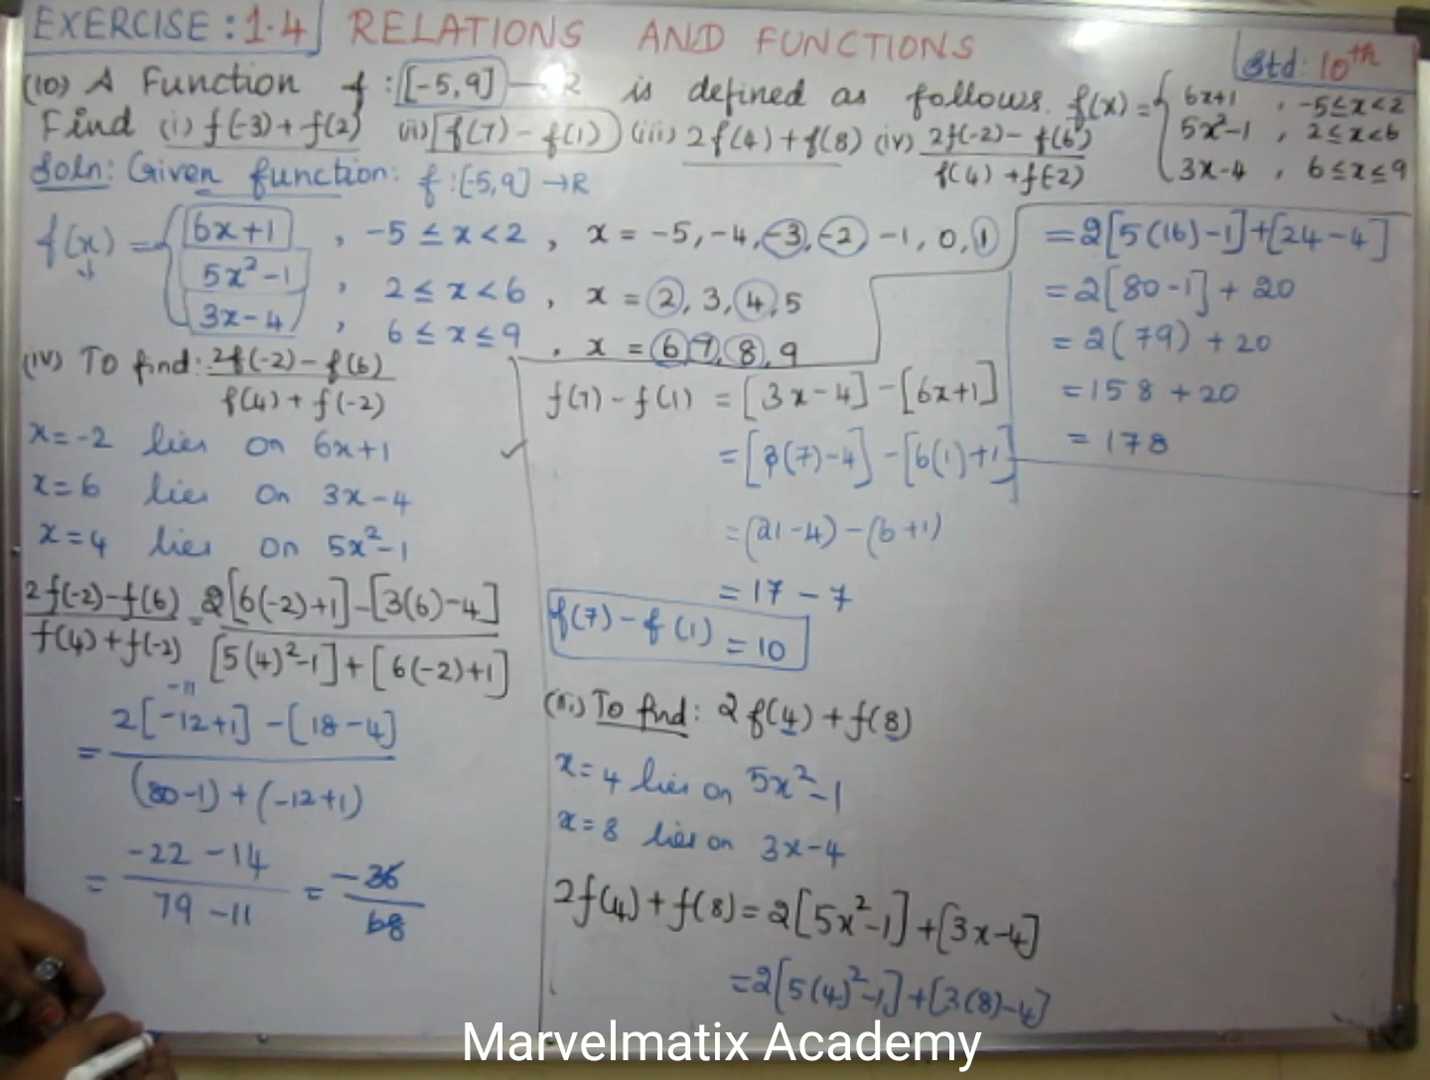 EXERCISE : 1.4 RELATIONS AND FUNCTIONS
Std: 10th
(10) A Function f : [-5,9] → R is defined as follows. f(x) = { 6x+1 , -5≤x<2
5x²-1 , 2≤x<6
3x-4 , 6≤x≤9
Find (i) f(-3)+f(2) (ii) f(7)-f(1) (iii) 2f(4)+f(8) (iv) 2f(-2)-f(6) / f(4)+f(-2)
Soln: Given function: f:[-5,9]→R
f(x) = { 6x+1 , -5≤x<2 , x = -5, -4, -3, -2, -1, 0, 1
5x²-1 , 2≤x<6 , x = 2, 3, 4, 5
3x-4 , 6≤x≤9 , x = 6, 7, 8, 9
(iv) To find: 2f(-2)-f(6) / f(4)+f(-2)
x=-2 lies on 6x+1
x=6 lies on 3x-4
x=4 lies on 5x²-1
2f(-2)-f(6) / f(4)+f(-2) = 2[6(-2)+1]-[3(6)-4] / [5(4)²-1]+[6(-2)+1]
-11
= 2[-12+1]-[18-4] / (80-1)+(-12+1)
= -22-14 / 79-11 = -36 / 68
f(7)-f(1) = [3x-4]-[6x+1]
= [3(7)-4]-[6(1)+1]
= (21-4)-(6+1)
= 17-7
f(7)-f(1) = 10
(iii) To find: 2f(4)+f(8)
x=4 lies on 5x²-1
x=8 lies on 3x-4
2f(4)+f(8) = 2[5x²-1]+[3x-4]
= 2[5(4)²-1]+[3(8)-4]
= 2[5(16)-1]+[24-4]
= 2[80-1]+20
= 2(79)+20
= 158+20
= 178
Marvelmatix Academy